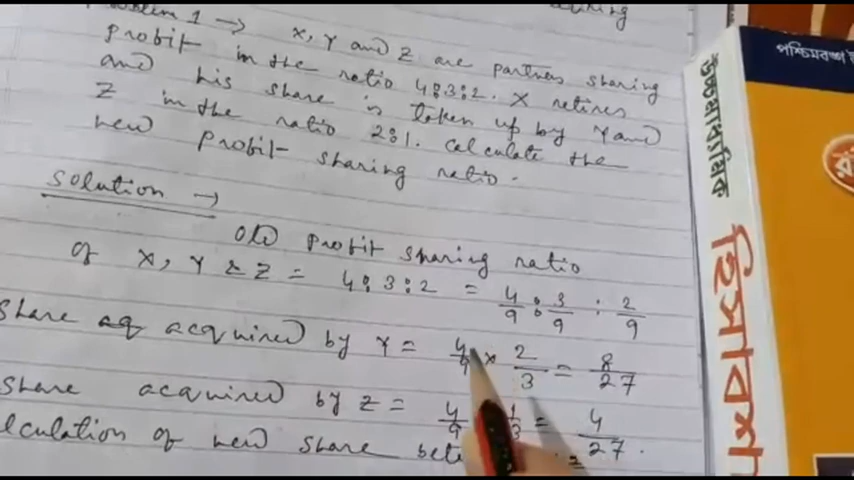 Problem 1 → X, Y and Z are partners sharing
profit in the ratio 4:3:2. X retires
and his share is taken up by Y and
Z in the ratio 2:1. Calculate the
new profit sharing ratio.
Solution →
Old Profit sharing ratio
of X, Y & Z = 4:3:2 = 4/9 : 3/9 : 2/9
Share acquired by Y = 4/9 × 2/3 = 8/27
Share acquired by Z = 4/9 1/3 = 4/27.
lculation of new share
পশ্চিমবঙ্গ